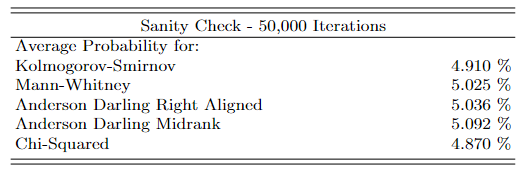 Sanity Check - 50,000 Iterations
Average Probability for:
Kolmogorov-Smirnov 4.910 %
Mann-Whitney 5.025 %
Anderson Darling Right Aligned 5.036 %
Anderson Darling Midrank 5.092 %
Chi-Squared 4.870 %